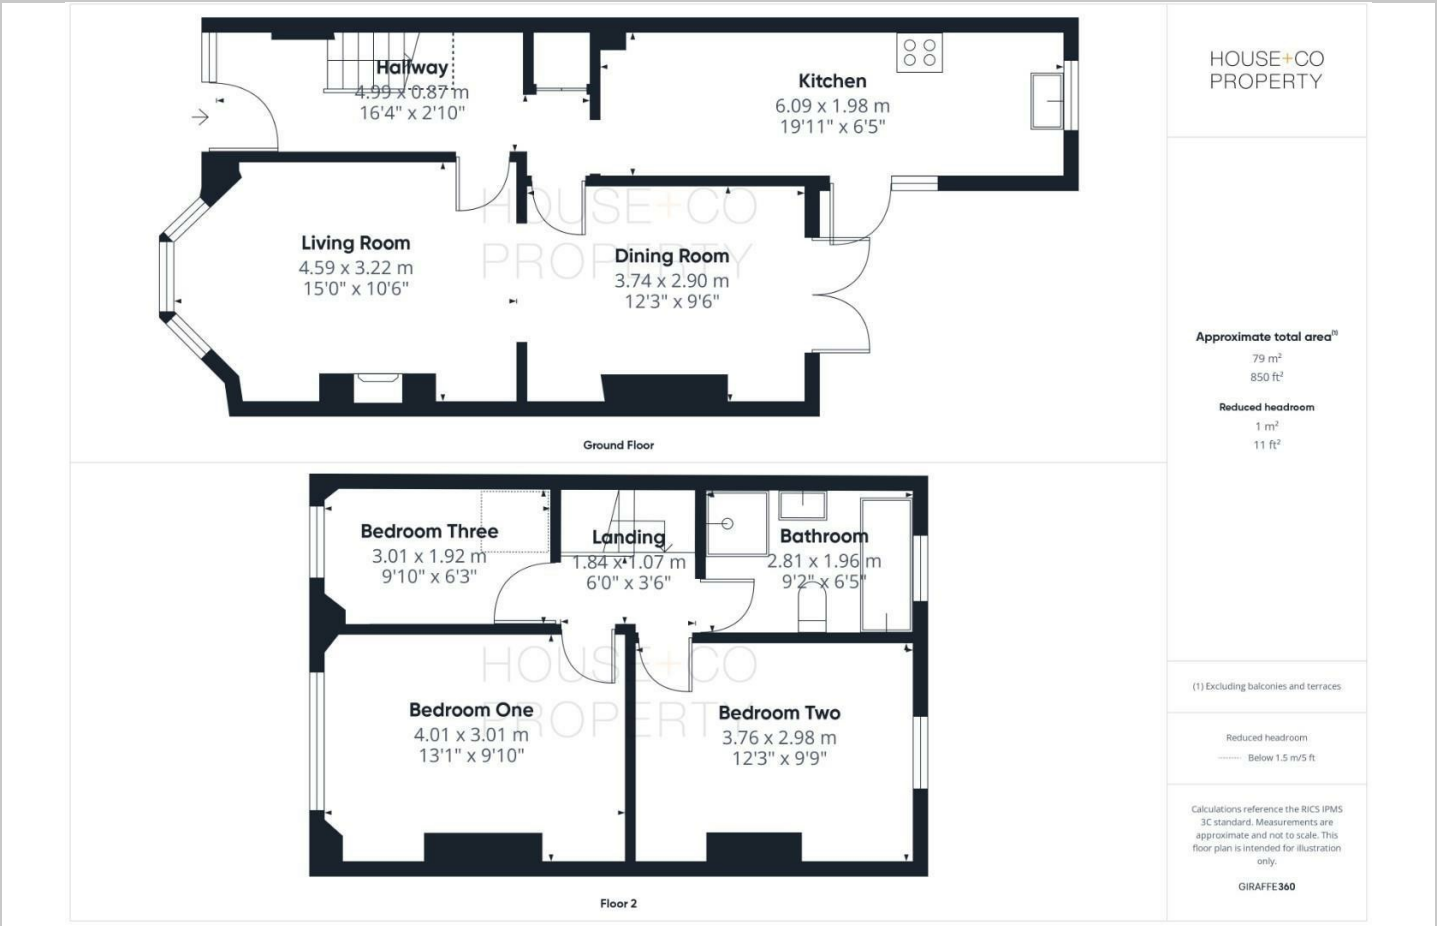 Hallway
4.99 x 0.87 m
16'4" x 2'10"
Kitchen
6.09 x 1.98 m
19'11" x 6'5"
Living Room
4.59 x 3.22 m
15'0" x 10'6"
HOUSE+CO
PROPERTY
Dining Room
3.74 x 2.90 m
12'3" x 9'6"
Ground Floor
Bedroom Three
3.01 x 1.92 m
9'10" x 6'3"
Landing
1.84 x 1.07 m
6'0" x 3'6"
Bathroom
2.81 x 1.96 m
9'2" x 6'5"
HOUSE+CO
PROPERTY
Bedroom One
4.01 x 3.01 m
13'1" x 9'10"
Bedroom Two
3.76 x 2.98 m
12'3" x 9'9"
Floor 2
HOUSE+CO
PROPERTY
Approximate total area⁽¹⁾
79 m²
850 ft²
Reduced headroom
1 m²
11 ft²
(1) Excluding balconies and terraces
Reduced headroom
Below 1.5 m/5 ft
Calculations reference the RICS IPMS
3C standard. Measurements are
approximate and not to scale. This
floor plan is intended for illustration
only.
GIRAFFE360